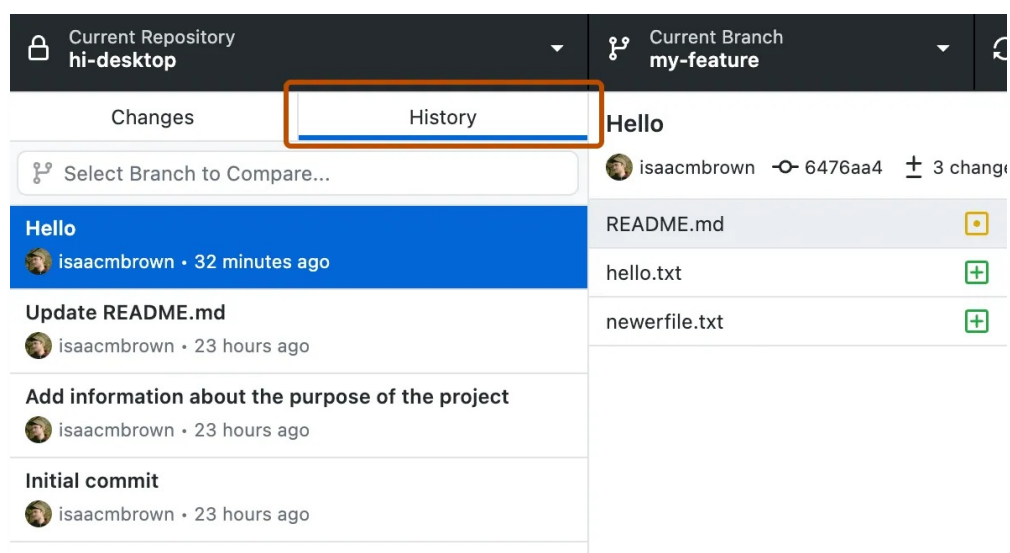 Current Repository
hi-desktop
Current Branch
my-feature
Changes
History
Select Branch to Compare...
Hello
isaacmbrown • 32 minutes ago
Update README.md
isaacmbrown • 23 hours ago
Add information about the purpose of the project
isaacmbrown • 23 hours ago
Initial commit
isaacmbrown • 23 hours ago
Hello
isaacmbrown 6476aa4 3 change
README.md
hello.txt
newerfile.txt